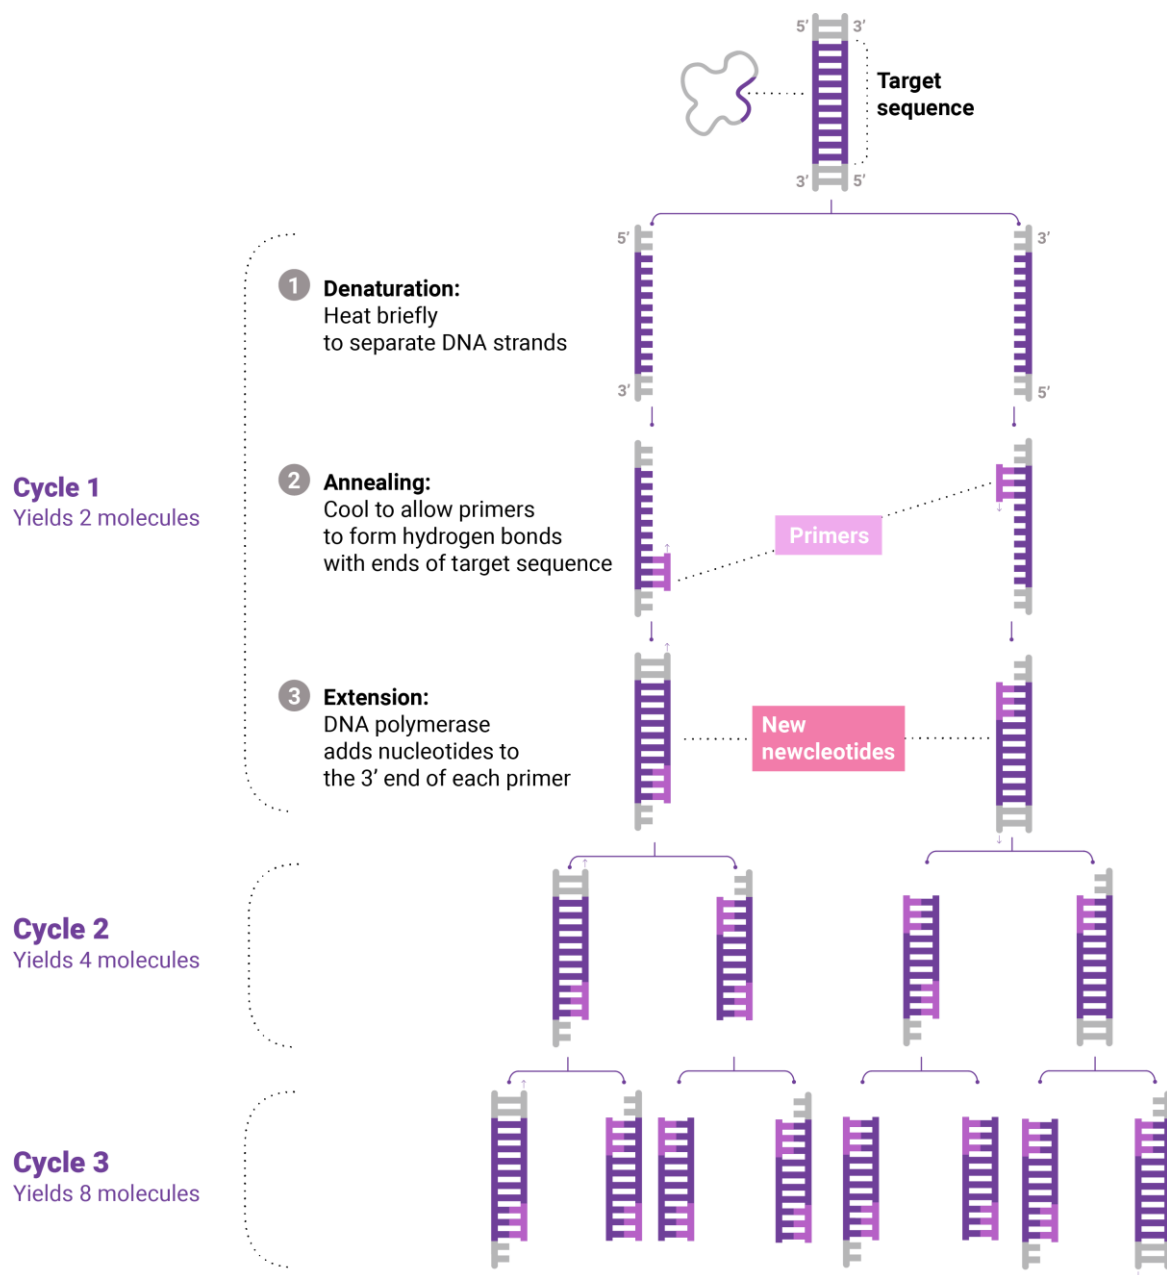 5’ 3’
Target
sequence
3’ 5’
5’ 3’
1 Denaturation:
Heat briefly
to separate DNA strands
3’ 5’
Cycle 1
Yields 2 molecules
2 Annealing:
Cool to allow primers
to form hydrogen bonds
with ends of target sequence
Primers
3 Extension:
DNA polymerase
adds nucleotides to
the 3’ end of each primer
New
newcleotides
Cycle 2
Yields 4 molecules
Cycle 3
Yields 8 molecules